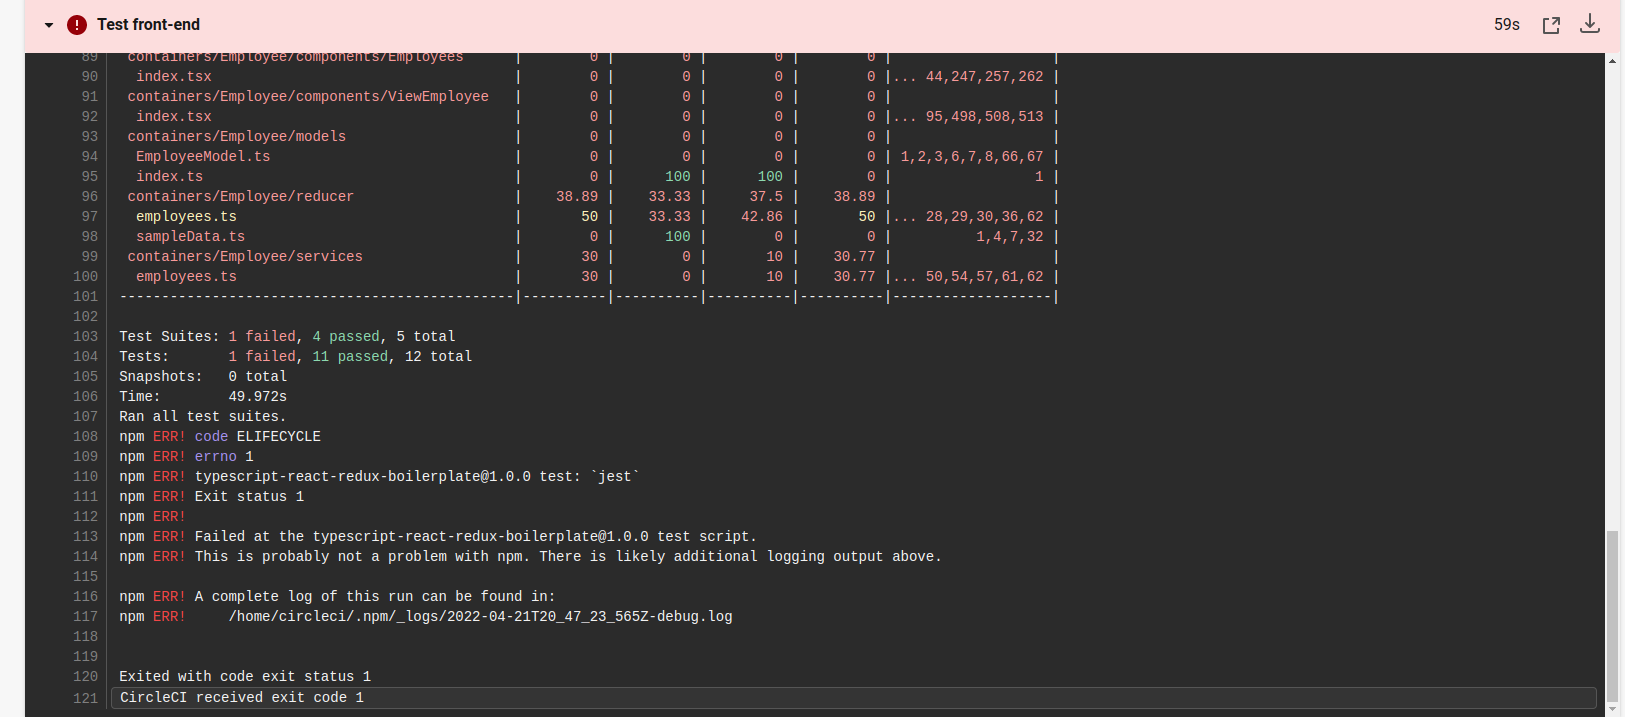 Test front-end 59s
89 containers/Employee/components/Employees | 0 | 0 | 0 | 0 | |
90 index.tsx | 0 | 0 | 0 | 0 |... 44,247,257,262 |
91 containers/Employee/components/ViewEmployee | 0 | 0 | 0 | 0 | |
92 index.tsx | 0 | 0 | 0 | 0 |... 95,498,508,513 |
93 containers/Employee/models | 0 | 0 | 0 | 0 | |
94 EmployeeModel.ts | 0 | 0 | 0 | 0 | 1,2,3,6,7,8,66,67 |
95 index.ts | 0 | 100 | 100 | 0 | 1 |
96 containers/Employee/reducer | 38.89 | 33.33 | 37.5 | 38.89 | |
97 employees.ts | 50 | 33.33 | 42.86 | 50 |... 28,29,30,36,62 |
98 sampleData.ts | 0 | 100 | 0 | 0 | 1,4,7,32 |
99 containers/Employee/services | 30 | 0 | 10 | 30.77 | |
100 employees.ts | 30 | 0 | 10 | 30.77 |... 50,54,57,61,62 |
101 -----------------------------------------------|----------|----------|----------|----------|-------------------|
102
103 Test Suites: 1 failed, 4 passed, 5 total
104 Tests: 1 failed, 11 passed, 12 total
105 Snapshots: 0 total
106 Time: 49.972s
107 Ran all test suites.
108 npm ERR! code ELIFECYCLE
109 npm ERR! errno 1
110 npm ERR! typescript-react-redux-boilerplate@1.0.0 test: `jest`
111 npm ERR! Exit status 1
112 npm ERR!
113 npm ERR! Failed at the typescript-react-redux-boilerplate@1.0.0 test script.
114 npm ERR! This is probably not a problem with npm. There is likely additional logging output above.
115
116 npm ERR! A complete log of this run can be found in:
117 npm ERR! /home/circleci/.npm/_logs/2022-04-21T20_47_23_565Z-debug.log
118
119
120 Exited with code exit status 1
121 CircleCI received exit code 1